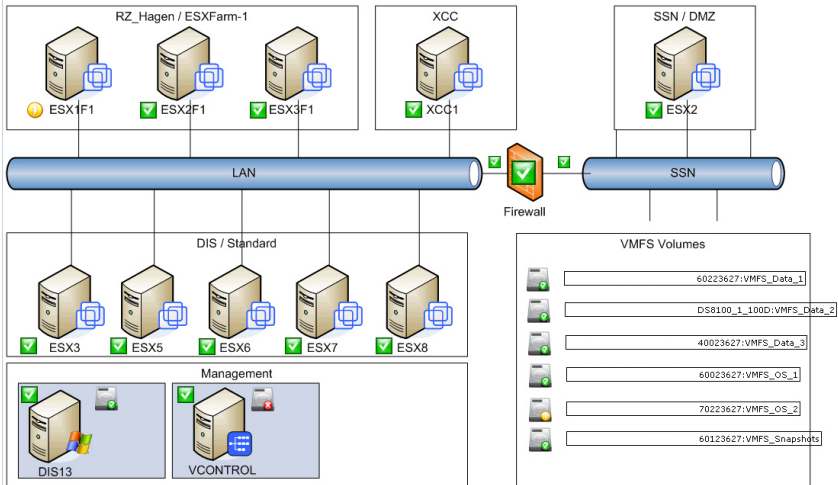 RZ_Hagen / ESXFarm-1
XCC
SSN / DMZ
ESX1F1
ESX2F1
ESX3F1
XCC1
ESX2
LAN
SSN
Firewall
DIS / Standard
VMFS Volumes
60223627:VMFS_Data_1
DS8100_1_100D:VMFS_Data_2
ESX3
ESX5
ESX6
ESX7
ESX8
40023627:VMFS_Data_3
Management
60023627:VMFS_OS_1
70223627:VMFS_OS_2
60123627:VMFS_Snapshots
DIS13
VCONTROL